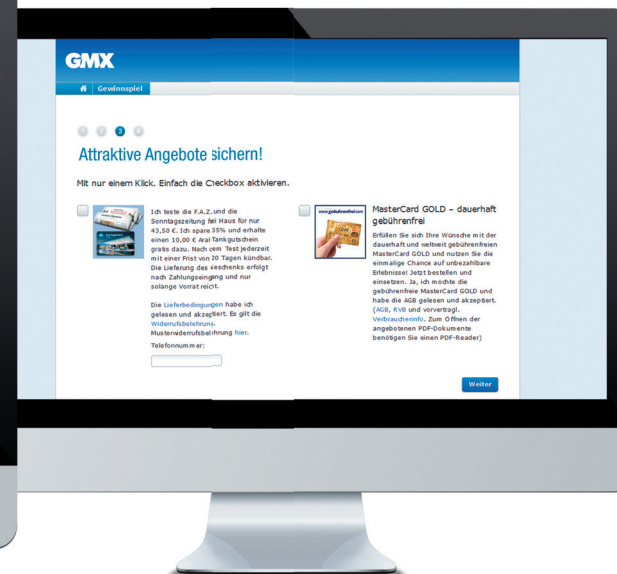 GMX
Gewinnspiel
1 2 3 4
Attraktive Angebote sichern!
Mit nur einem Klick. Einfach die Checkbox aktivieren.
Ich teste die F.A.Z. und die
Sonntagszeitung frei Haus für nur
43,50 €. Ich spare 35% und erhalte
einen 10,00 € Aral-Tankgutschein
gratis dazu. Nach dem Test jederzeit
mit einer Frist von 20 Tagen kündbar.
Die Lieferung des Geschenks erfolgt
nach Zahlungseingang und nur
solange Vorrat reicht.
Die Lieferbedingungen habe ich
gelesen und akzeptiert. Es gilt die
Widerrufsbelehrung.
Musterwiderrufsbelehrung hier.
Telefonnummer:
www.gebuhrenfrei.com
MasterCard GOLD – dauerhaft
gebührenfrei
Erfüllen Sie sich Ihre Wünsche mit der
dauerhaft und weltweit gebührenfreien
MasterCard GOLD und nutzen Sie die
einmalige Chance auf unbezahlbare
Erlebnisse! Jetzt bestellen und
einsetzen. Ja, ich möchte die
gebührenfreie MasterCard GOLD und
habe die AGB gelesen und akzeptiert.
(AGB, RVB und vorvertragl.
Verbraucherinfo. Zum Öffnen der
angebotenen PDF-Dokumente
benötigen Sie einen PDF-Reader)
Weiter